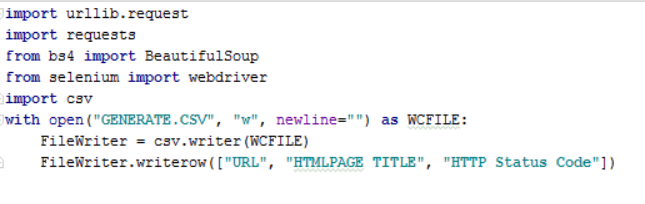 import urllib.request
import requests
from bs4 import BeautifulSoup
from selenium import webdriver
import csv
with open("GENERATE.CSV", "w", newline="") as WCFILE:
    FileWriter = csv.writer(WCFILE)
    FileWriter.writerow(["URL", "HTMLPAGE TITLE", "HTTP Status Code"])